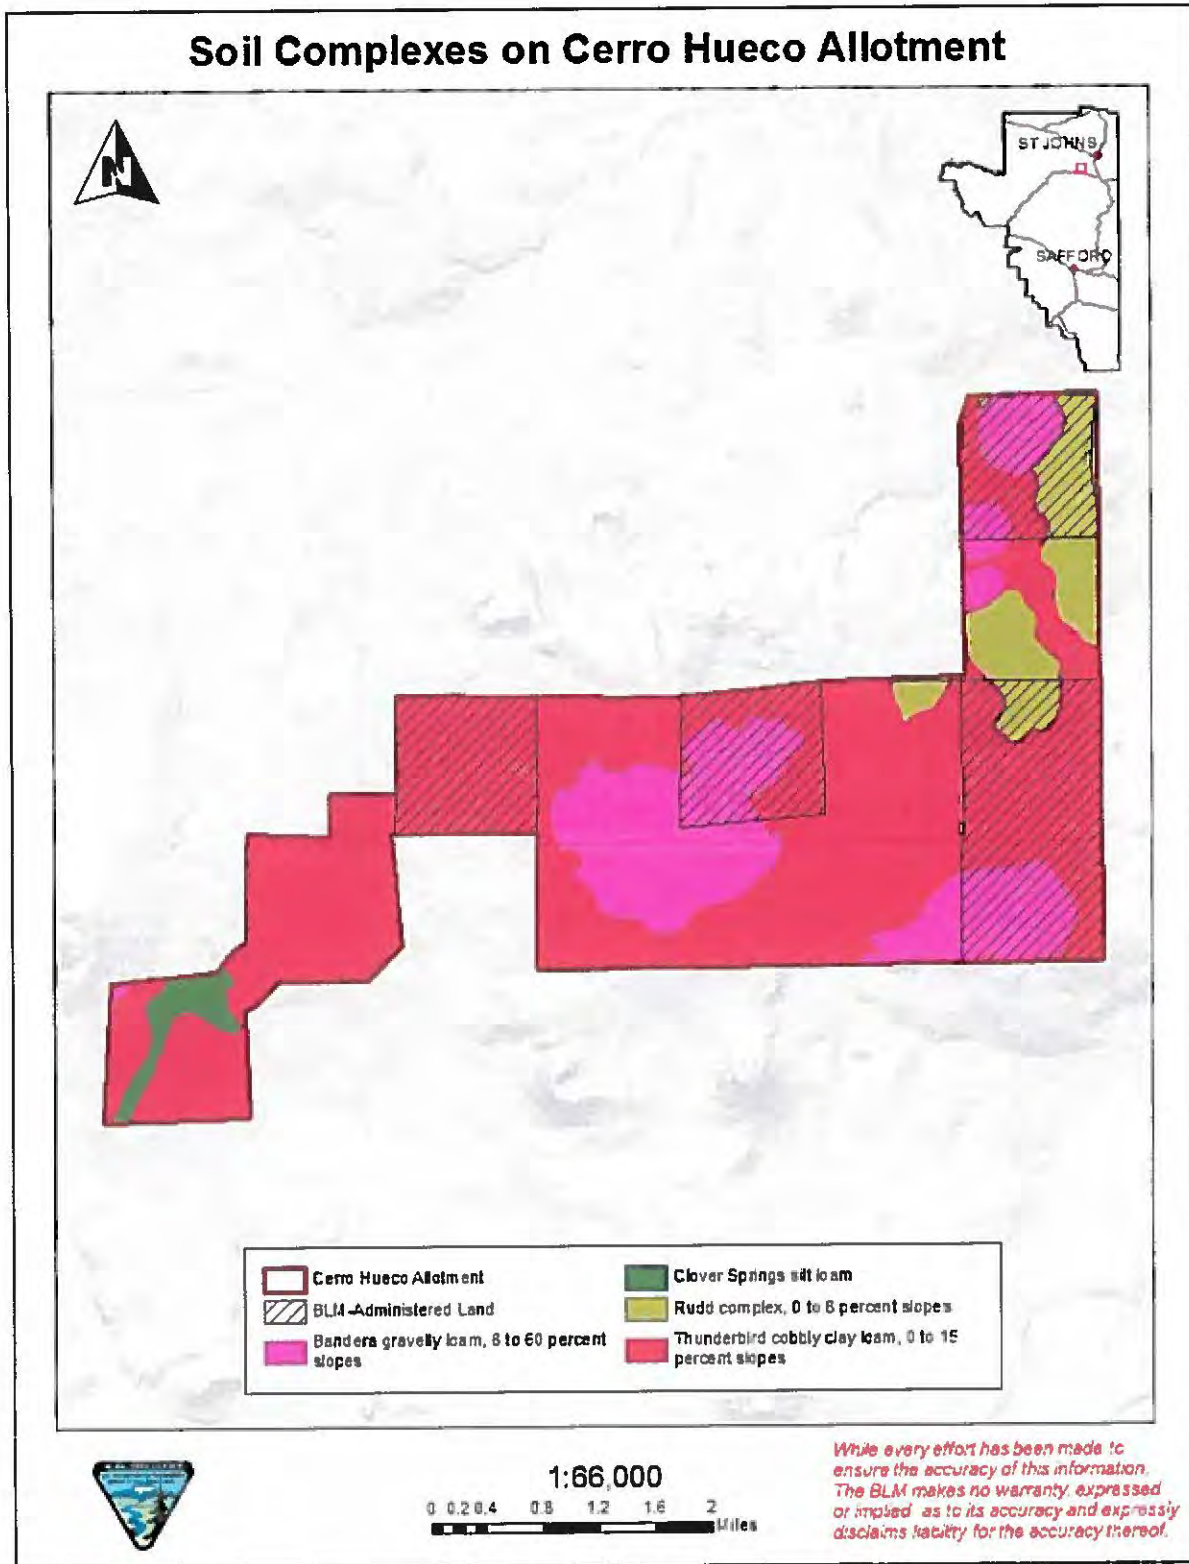 Soil Complexes on Cerro Hueco Allotment
N
ST JOHNS
SAFFORD
Cerro Hueco Allotment
BLM-Administered Land
Bandera gravelly loam, 6 to 60 percent
slopes
Clover Springs silt loam
Rudd complex, 0 to 8 percent slopes
Thunderbird cobbly clay loam, 0 to 15
percent slopes
1:66,000
0 0.2 0.4 0.8 1.2 1.6 2
Miles
While every effort has been made to
ensure the accuracy of this information,
The BLM makes no warranty, expressed
or implied as to its accuracy and expressly
disclaims liability for the accuracy thereof.